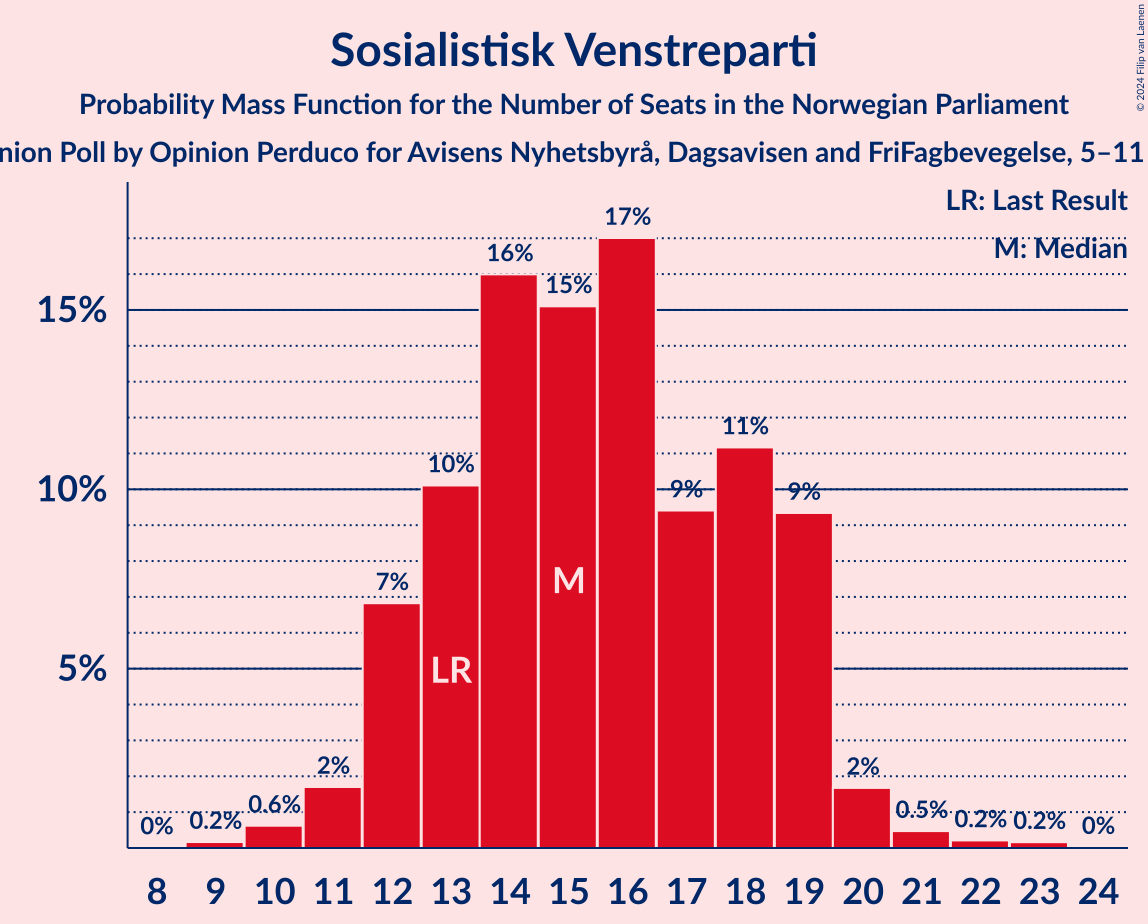 Sosialistisk Venstreparti
Probability Mass Function for the Number of Seats in the Norwegian Parliament
nion Poll by Opinion Perduco for Avisens Nyhetsbyrå, Dagsavisen and FriFagbevegelse, 5–11
© 2024 Filip van Laenen
LR: Last Result
M: Median
15%
10%
5%
0%
0.2%
0.6%
2%
7%
10%
16%
15%
17%
9%
11%
9%
2%
0.5%
0.2%
0.2%
0%
LR
M
8 9 10 11 12 13 14 15 16 17 18 19 20 21 22 23 24